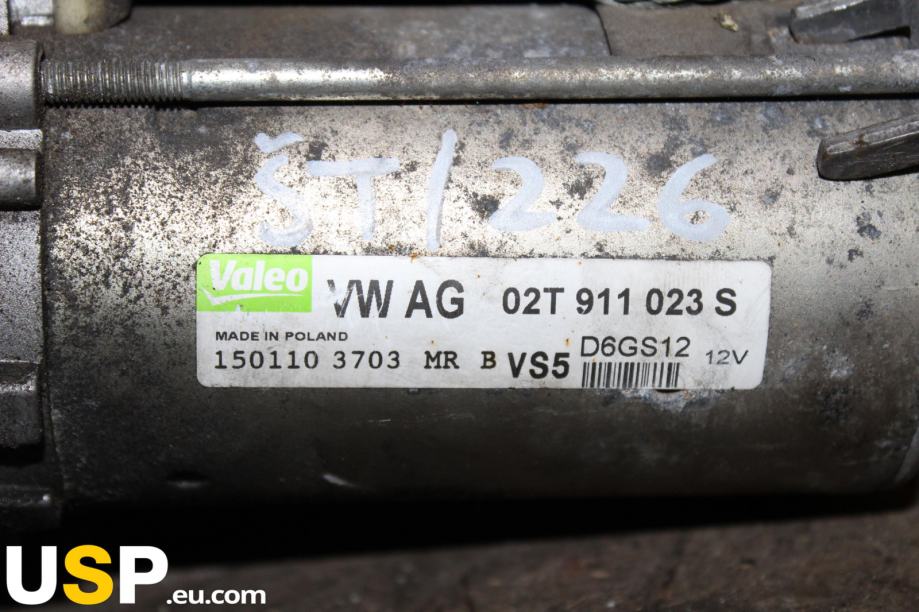 ŠT/226
Valeo VW AG 02T 911 023 S
MADE IN POLAND
150110 3703 MR B VS5 D6GS12 12V
USP.eu.com